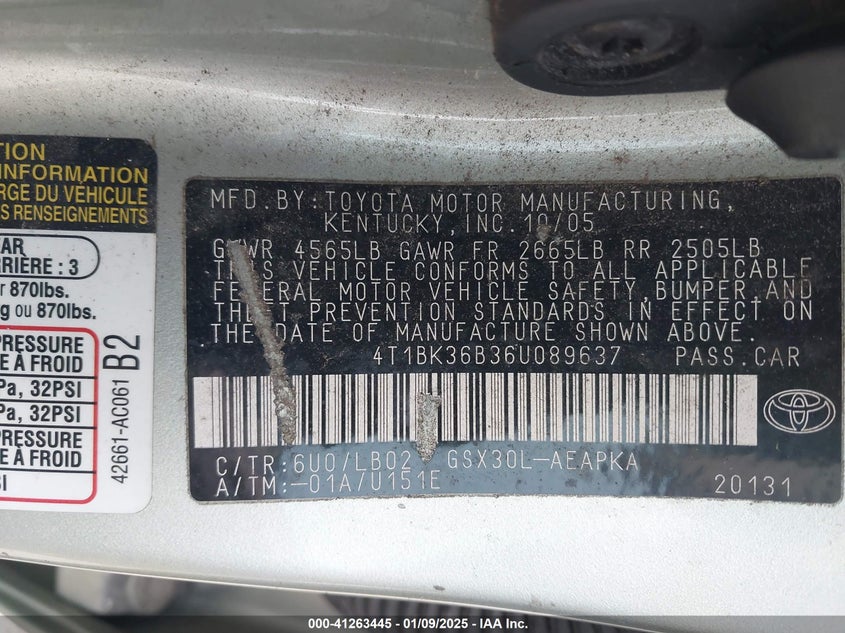 TION
INFORMATION
RGE DU VEHICULE
ES RENSEIGNEMENTS
AR
RRIERE : 3
r 870lbs.
g ou 870lbs.
PRESSURE
À FROID
Pa, 32PSI
Pa, 32PSI
PRESSURE
À FROID
SI
42661-AC061 B2
MFD. BY: TOYOTA MOTOR MANUFACTURING,
KENTUCKY, INC. 10/05
GVWR 4565LB GAWR FR 2665LB RR 2505LB
THIS VEHICLE CONFORMS TO ALL APPLICABLE
FEDERAL MOTOR VEHICLE SAFETY, BUMPER, AND
THEFT PREVENTION STANDARDS IN EFFECT ON
THE DATE OF MANUFACTURE SHOWN ABOVE.
4T1BK36B36U089637 PASS. CAR
C/TR: 6U0/LB02 GSX30L-AEAPKA
A/TM: -01A/U151E 20131
000-41263445 - 01/09/2025 - IAA Inc.